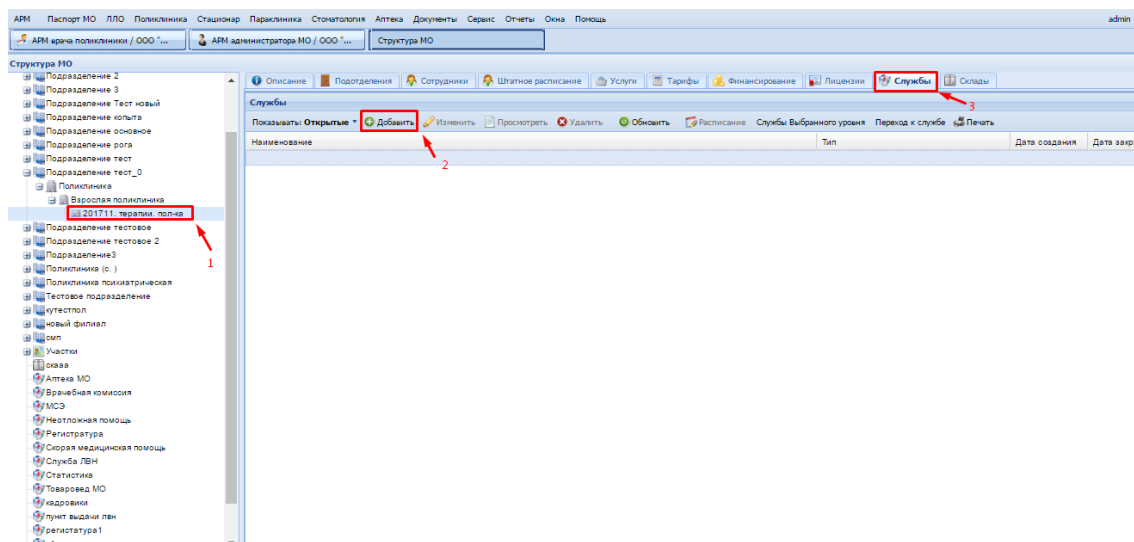 АРМ Паспорт МО ЛЛО Поликлиника Стационар Параклиника Стоматология Аптека Документы Сервис Отчеты Окна Помощь admin
АРМ врача поликлиники / ООО "... АРМ администратора МО / ООО "... Структура МО
Структура МО
Подразделение 2
Подразделение 3
Подразделение Тест новый
Подразделение копыта
Подразделение основное
Подразделение рога
Подразделение тест
Подразделение тест_0
Поликлиника
Взрослая поликлиника
201711. терапии. пол-ка
1
Подразделение тестовое
Подразделение тестовое 2
Подразделение3
Поликлиника (с. )
Поликлиника психиатрическая
Тестовое подразделение
кутестпол
новый филиал
смп
Участки
скааа
Аптека МО
Врачебная комиссия
МСЭ
Неотложная помощь
Регистратура
Скорая медицинская помощь
Служба ЛВН
Статистика
Товаровед МО
кадровики
пункт выдачи лвн
регистатура1
Описание Подотделения Сотрудники Штатное расписание Услуги Тарифы Финансирование Лицензии Службы Склады
3
Службы
Показывать: Открытые Добавить Изменить Просмотреть Удалить Обновить Расписание Службы Выбранного уровня Переход к службе Печать
2
Наименование Тип Дата создания Дата закр